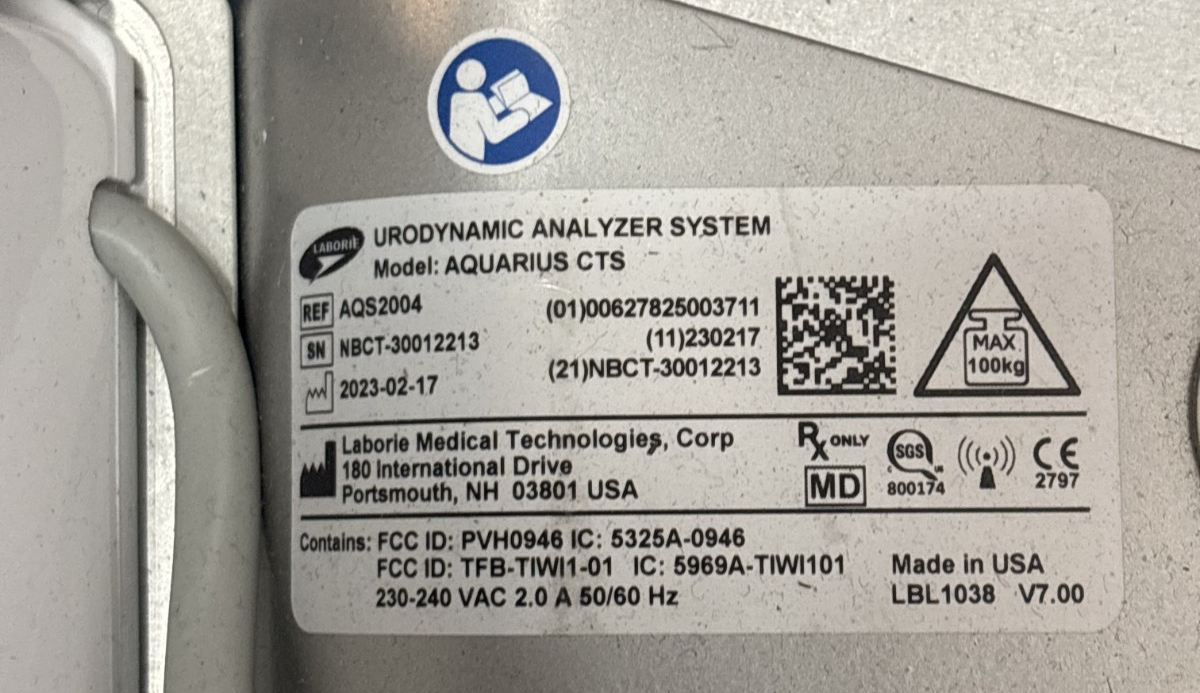 LABORIE
URODYNAMIC ANALYZER SYSTEM
Model: AQUARIUS CTS
REF AQS2004
(01)00627825003711
SN NBCT-30012213
(11)230217
2023-02-17
(21)NBCT-30012213
MAX
100kg
Laborie Medical Technologies, Corp
180 International Drive
Portsmouth, NH 03801 USA
Rx ONLY
MD
SGS
C US
800174
CE
2797
Contains: FCC ID: PVH0946 IC: 5325A-0946
FCC ID: TFB-TIWI1-01 IC: 5969A-TIWI101
230-240 VAC 2.0 A 50/60 Hz
Made in USA
LBL1038 V7.00